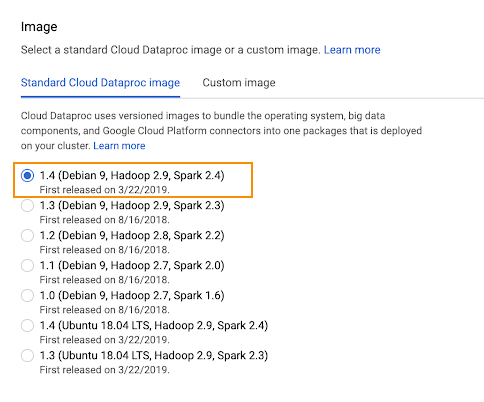 Image
Select a standard Cloud Dataproc image or a custom image. Learn more
Standard Cloud Dataproc image Custom image
Cloud Dataproc uses versioned images to bundle the operating system, big data
components, and Google Cloud Platform connectors into one packages that is deployed
on your cluster. Learn more
1.4 (Debian 9, Hadoop 2.9, Spark 2.4)
First released on 3/22/2019.
1.3 (Debian 9, Hadoop 2.9, Spark 2.3)
First released on 8/16/2018.
1.2 (Debian 9, Hadoop 2.8, Spark 2.2)
First released on 8/16/2018.
1.1 (Debian 9, Hadoop 2.7, Spark 2.0)
First released on 8/16/2018.
1.0 (Debian 9, Hadoop 2.7, Spark 1.6)
First released on 8/16/2018.
1.4 (Ubuntu 18.04 LTS, Hadoop 2.9, Spark 2.4)
First released on 3/22/2019.
1.3 (Ubuntu 18.04 LTS, Hadoop 2.9, Spark 2.3)
First released on 3/22/2019.